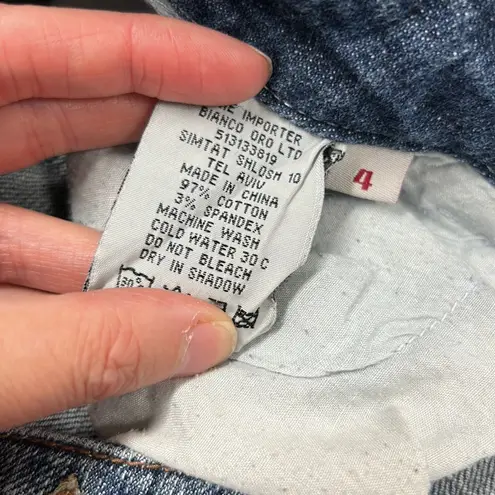 IMPORTER
BIANCO ORO LTD
513133819
SIMTAT SHLOSH 10
TEL AVIV
MADE IN CHINA
97% COTTON
3% SPANDEX
MACHINE WASH
COLD WATER 30 C
DO NOT BLEACH
DRY IN SHADOW
30°
4